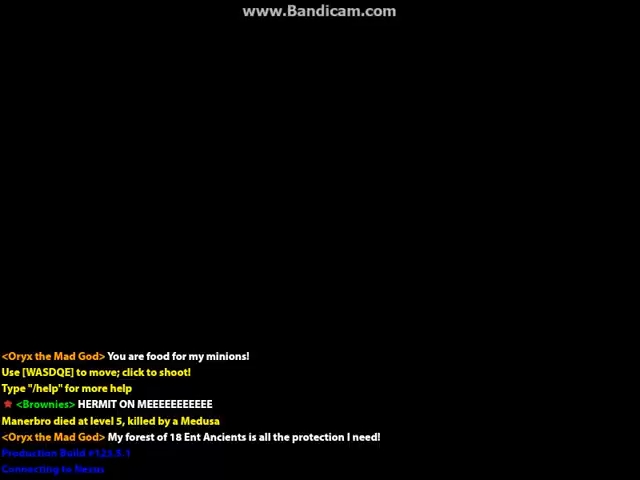 www.Bandicam.com
<Oryx the Mad God> You are food for my minions!
Use [WASDQE] to move; click to shoot!
Type "/help" for more help
<Brownies> HERMIT ON MEEEEEEEEEEE
Manerbro died at level 5, killed by a Medusa
<Oryx the Mad God> My forest of 18 Ent Ancients is all the protection I need!
Production Build #123.5.1
Connecting to Nexus